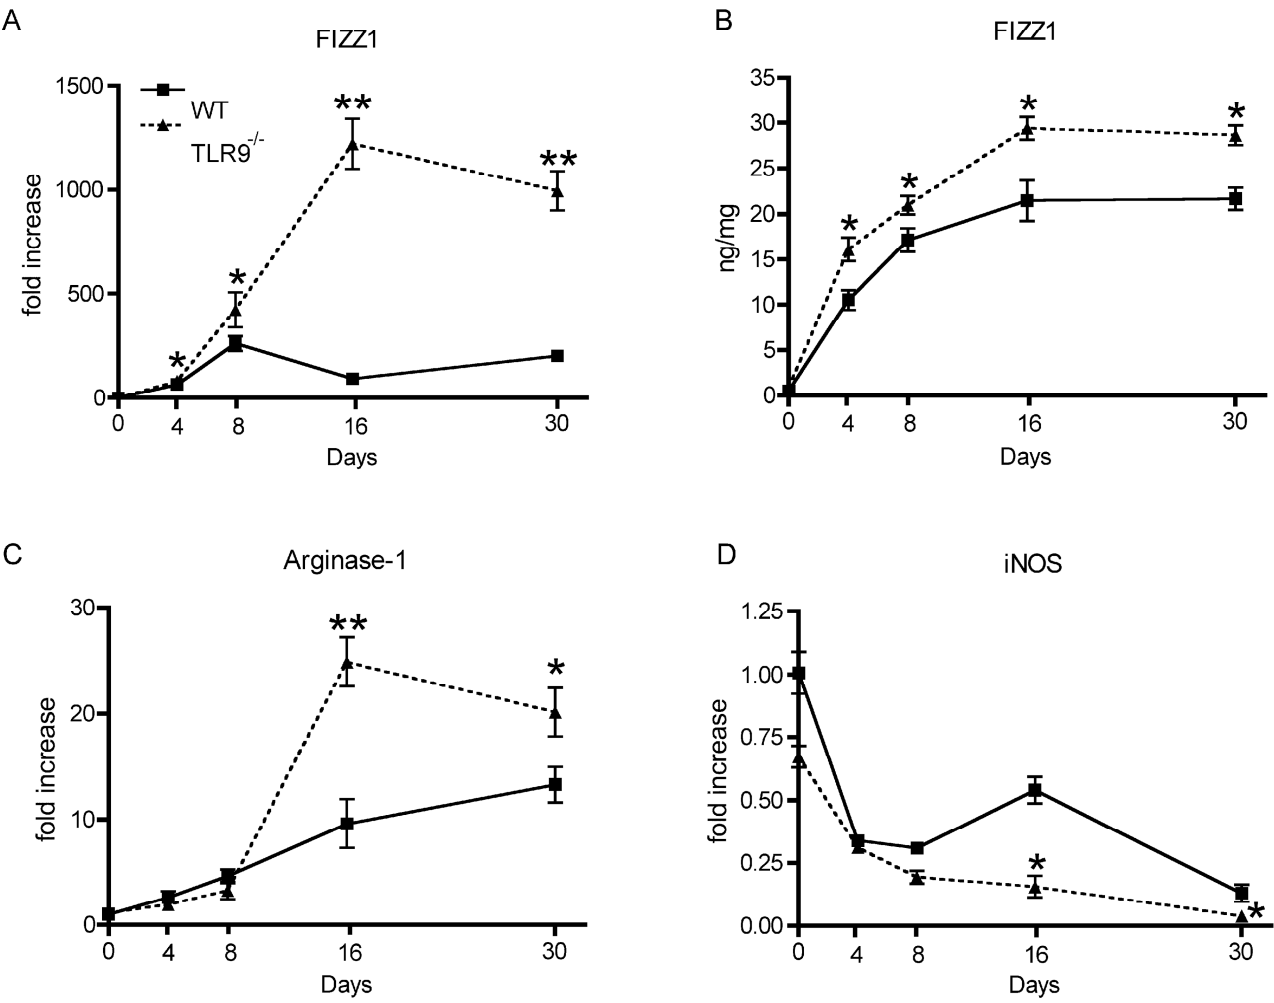 A
FIZZ1
1500
1000
500
0
fold increase
WT
TLR9-/-
**
**
*
*
0 4 8 16 30
Days
B
FIZZ1
35
30
25
20
15
10
5
0
ng/mg
*
*
*
*
0 4 8 16 30
Days
C
Arginase-1
30
20
10
0
fold increase
**
*
0 4 8 16 30
Days
D
iNOS
1.25
1.00
0.75
0.50
0.25
0.00
fold increase
*
*
0 4 8 16 30
Days